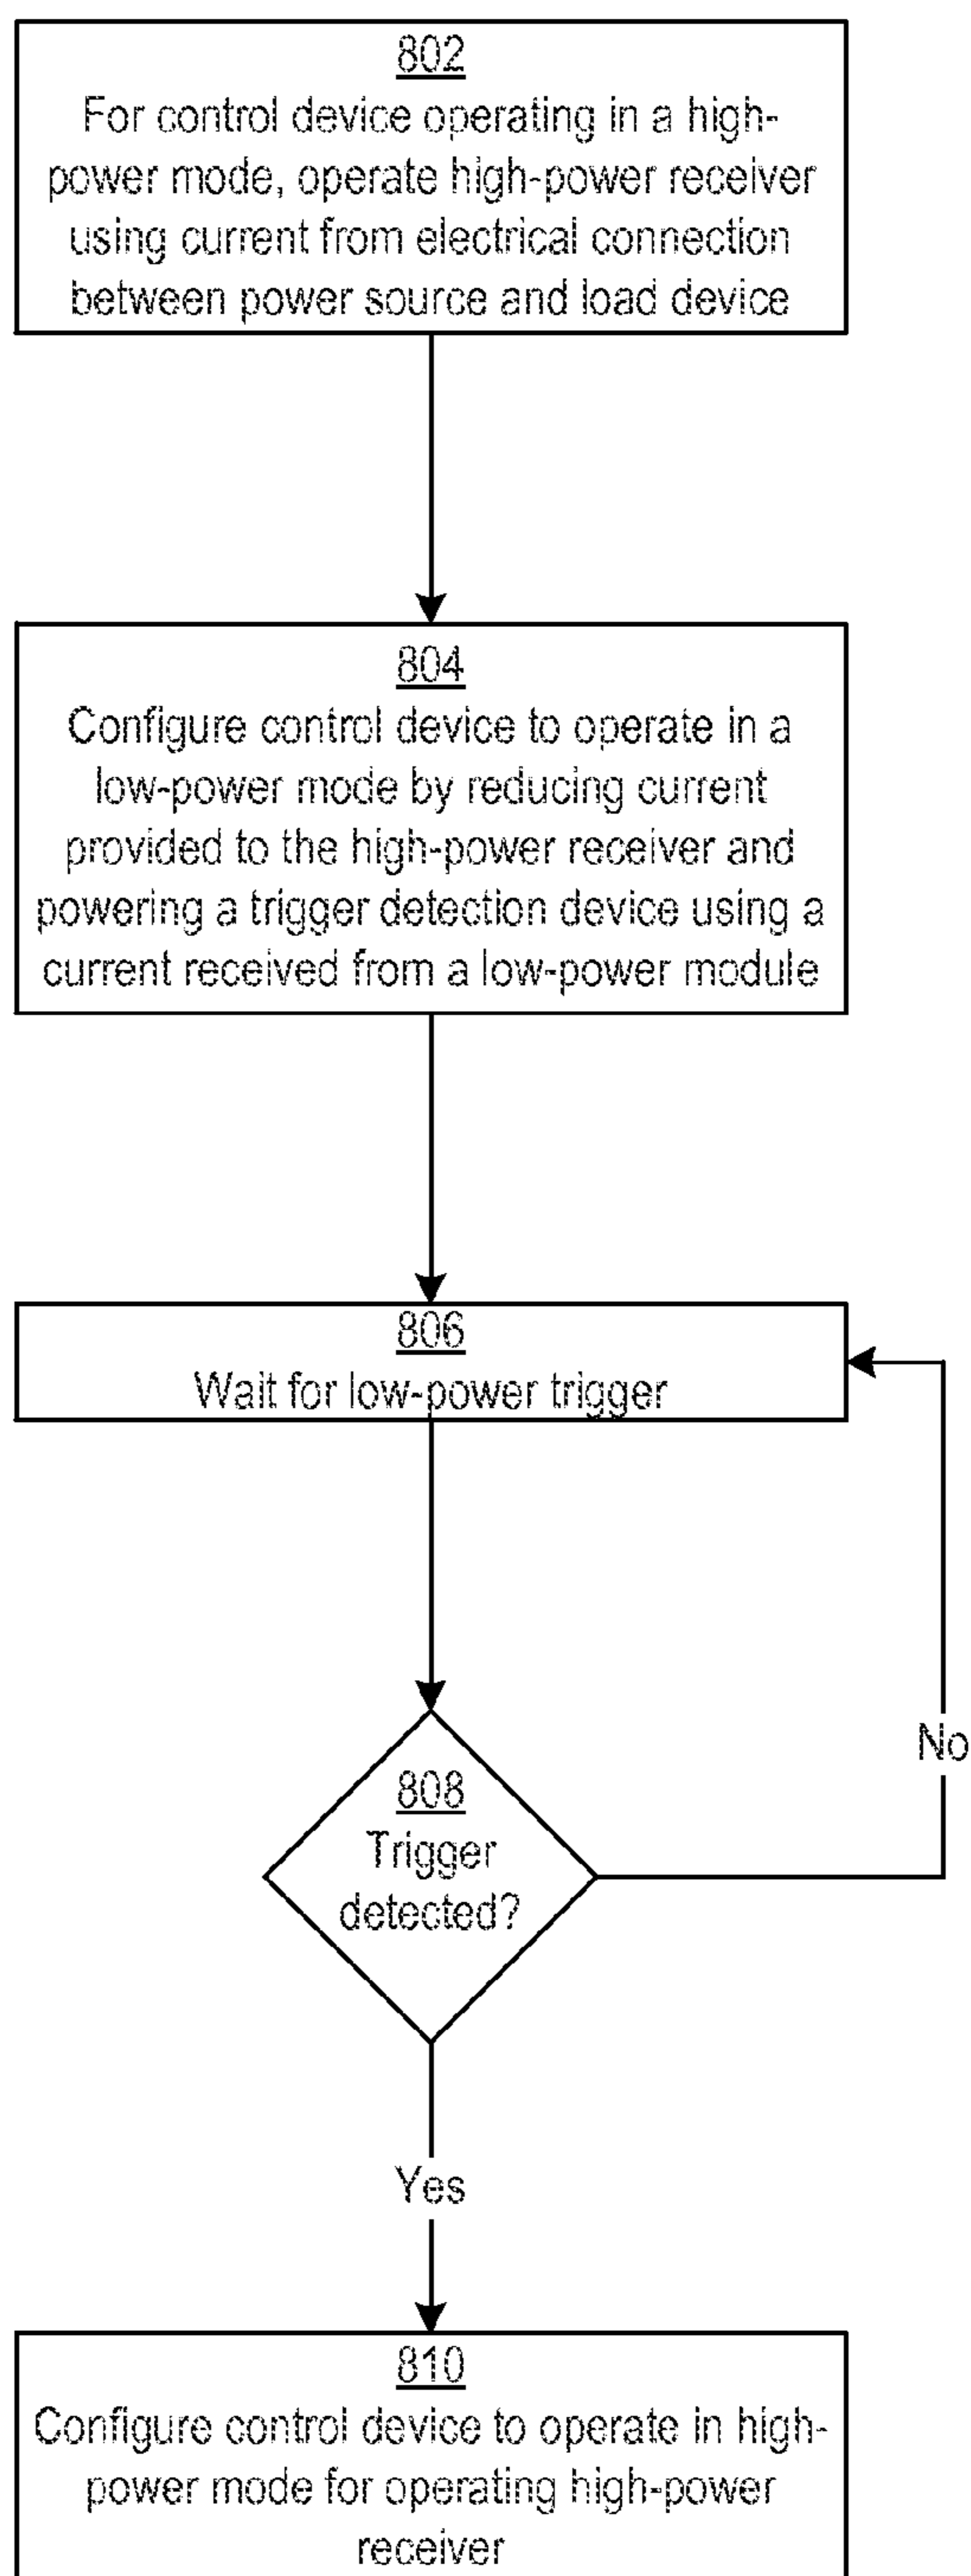 802
For control device operating in a high-
power mode, operate high-power receiver
using current from electrical connection
between power source and load device
804
Configure control device to operate in a
low-power mode by reducing current
provided to the high-power receiver and
powering a trigger detection device using a
current received from a low-power module
806
Wait for low-power trigger
808
Trigger
detected?
No
Yes
810
Configure control device to operate in high-
power mode for operating high-power
receiver